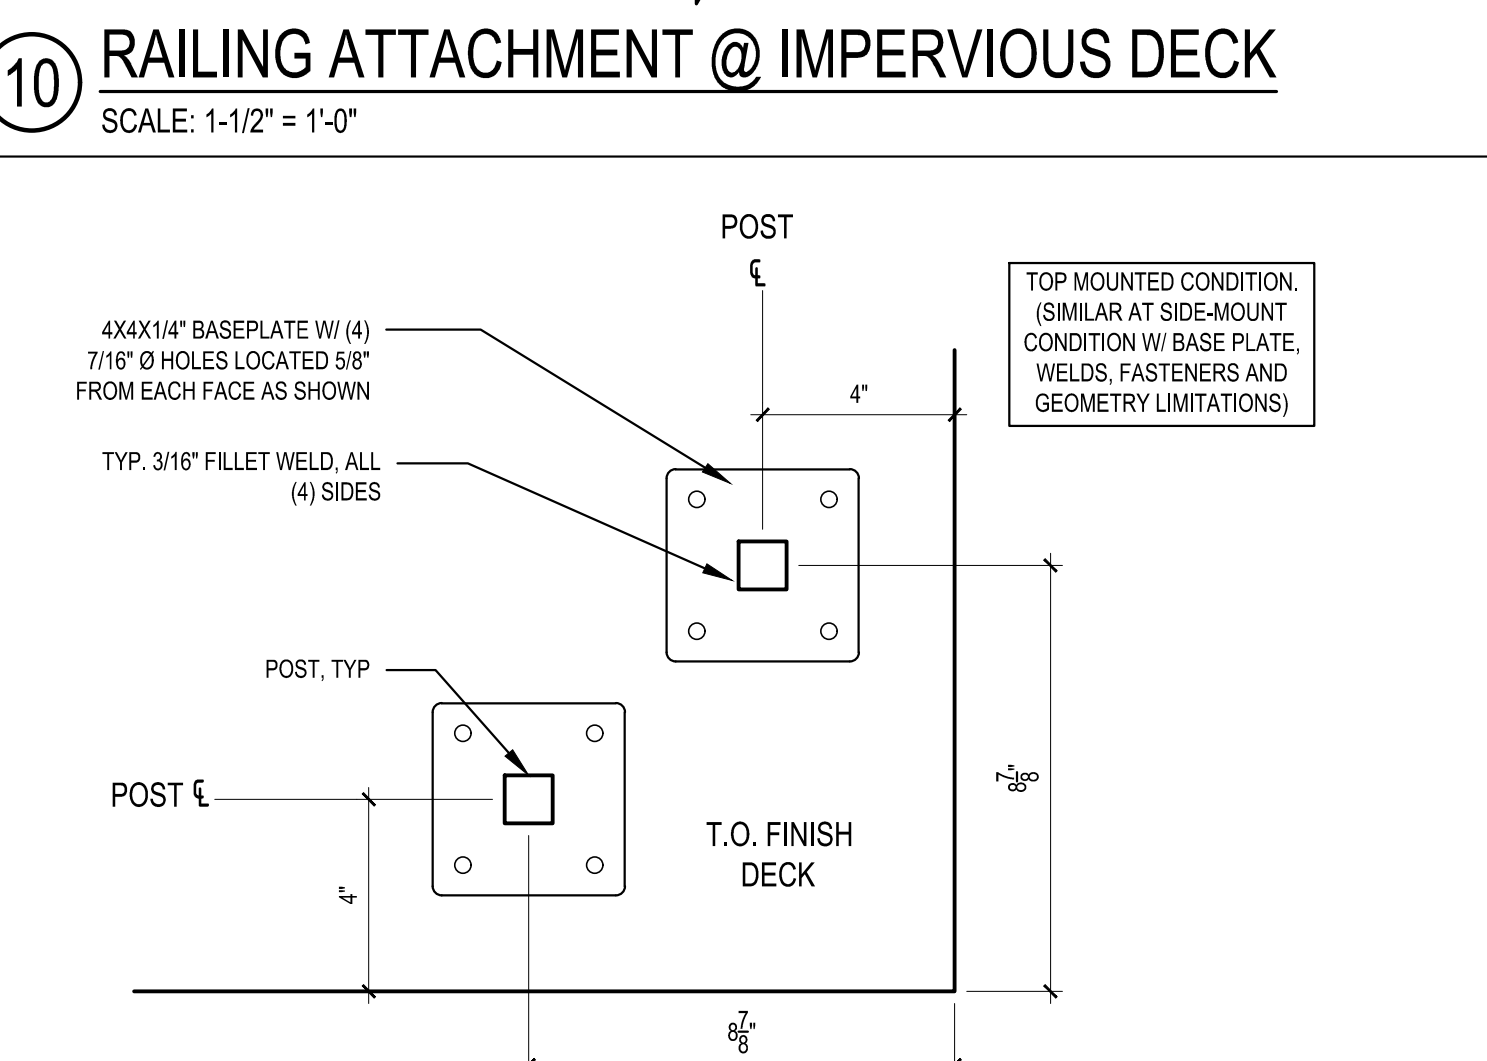 10
RAILING ATTACHMENT @ IMPERVIOUS DECK
SCALE: 1-1/2" = 1'-0"
POST
℄
TOP MOUNTED CONDITION.
(SIMILAR AT SIDE-MOUNT
CONDITION W/ BASE PLATE,
WELDS, FASTENERS AND
GEOMETRY LIMITATIONS)
4X4X1/4" BASEPLATE W/ (4)
7/16" Ø HOLES LOCATED 5/8"
FROM EACH FACE AS SHOWN
4"
TYP. 3/16" FILLET WELD, ALL
(4) SIDES
POST, TYP
POST ℄
8 7/8"
T.O. FINISH
DECK
4"
8 7/8"